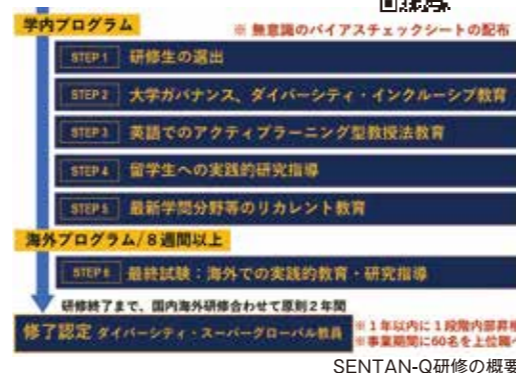 学内プログラム
※ 無意識のバイアスチェックシートの配布
STEP 1 研修生の選出
STEP 2 大学ガバナンス、ダイバーシティ・インクルーシブ教育
STEP 3 英語でのアクティブラーニング型教授法教育
STEP 4 留学生への実践的研究指導
STEP 5 最新学問分野等のリカレント教育
海外プログラム/８週間以上
STEP 6 最終試験：海外での実践的教育・研究指導
研修終了まで、国内海外研修合わせて原則２年間
修了認定 ダイバーシティ・スーパーグローバル教員
※１年以内に１段階内部昇
※事業期間に60名を上位職へ
SENTAN-Q研修の概要